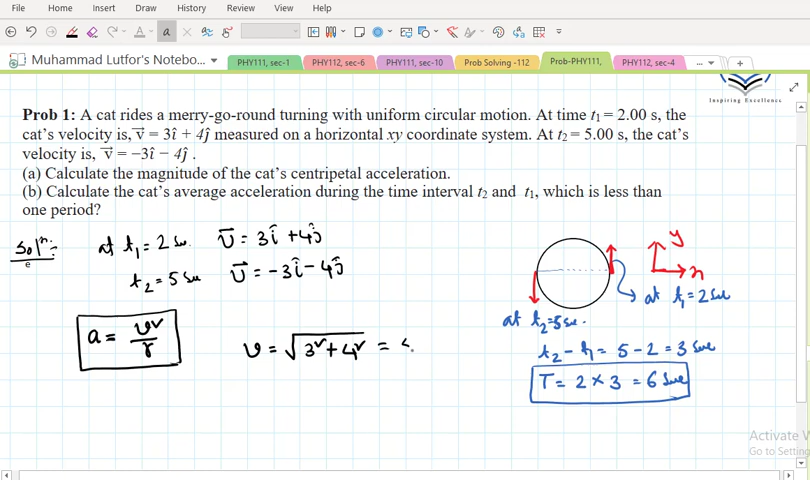 File Home Insert Draw History Review View Help
Muhammad Lutfor's Notebo... PHY111, sec-1 PHY112, sec-6 PHY111, sec-10 Prob Solving -112 Prob-PHY111, PHY112, sec-4 ... +
Inspiring Excellence
Prob 1: A cat rides a merry-go-round turning with uniform circular motion. At time t₁ = 2.00 s, the
cat's velocity is, v⃗ = 3î + 4ĵ measured on a horizontal xy coordinate system. At t₂ = 5.00 s, the cat's
velocity is, v⃗ = −3î − 4ĵ .
(a) Calculate the magnitude of the cat's centripetal acceleration.
(b) Calculate the cat's average acceleration during the time interval t₂ and t₁, which is less than
one period?
Solⁿ: at t₁ = 2 sec v⃗ = 3î + 4ĵ
t₂ = 5 sec v⃗ = −3î − 4ĵ
y
x
at t₁ = 2 sec
at t₂ = 5 sec.
a = v²/r
v = √3² + 4² =
t₂ − t₁ = 5 − 2 = 3 sec
T = 2 × 3 = 6 sec
Activate W
Go to Setting